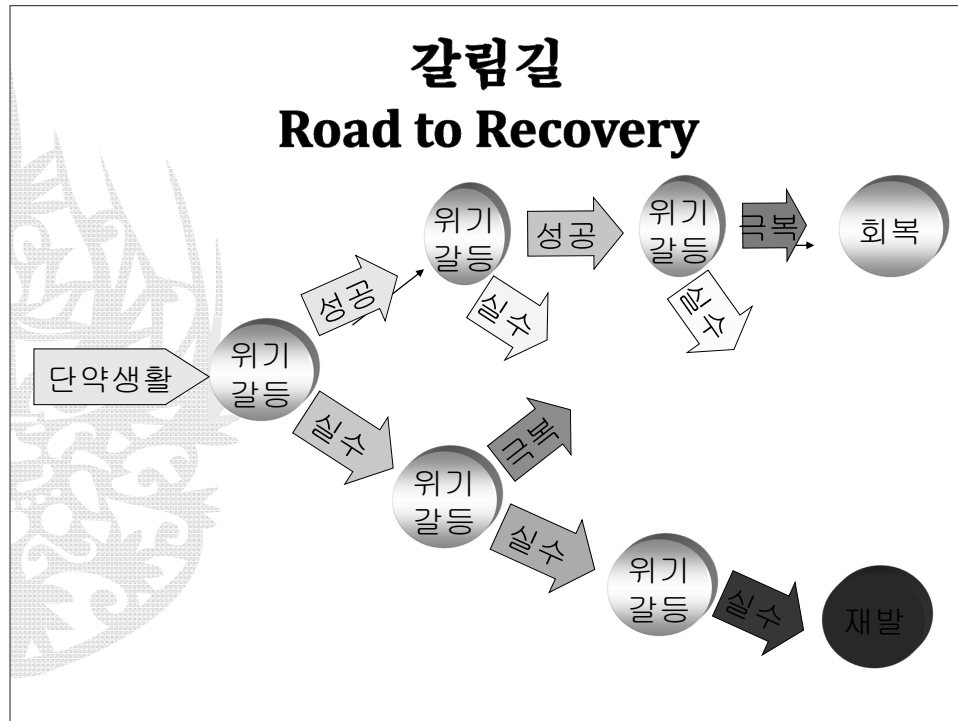 갈림길
Road to Recovery
위기
갈등
성공
위기
갈등
극복
회복
성공
실수
실수
단약생활
위기
갈등
실수
극복
위기
갈등
실수
위기
갈등
실수
재발